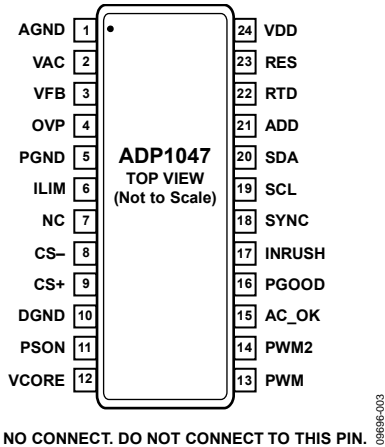 AGND 1
VAC 2
VFB 3
OVP 4
PGND 5
ILIM 6
NC 7
CS– 8
CS+ 9
DGND 10
PSON 11
VCORE 12
ADP1047
TOP VIEW
(Not to Scale)
24 VDD
23 RES
22 RTD
21 ADD
20 SDA
19 SCL
18 SYNC
17 INRUSH
16 PGOOD
15 AC_OK
14 PWM2
13 PWM
NO CONNECT. DO NOT CONNECT TO THIS PIN.
09696-003